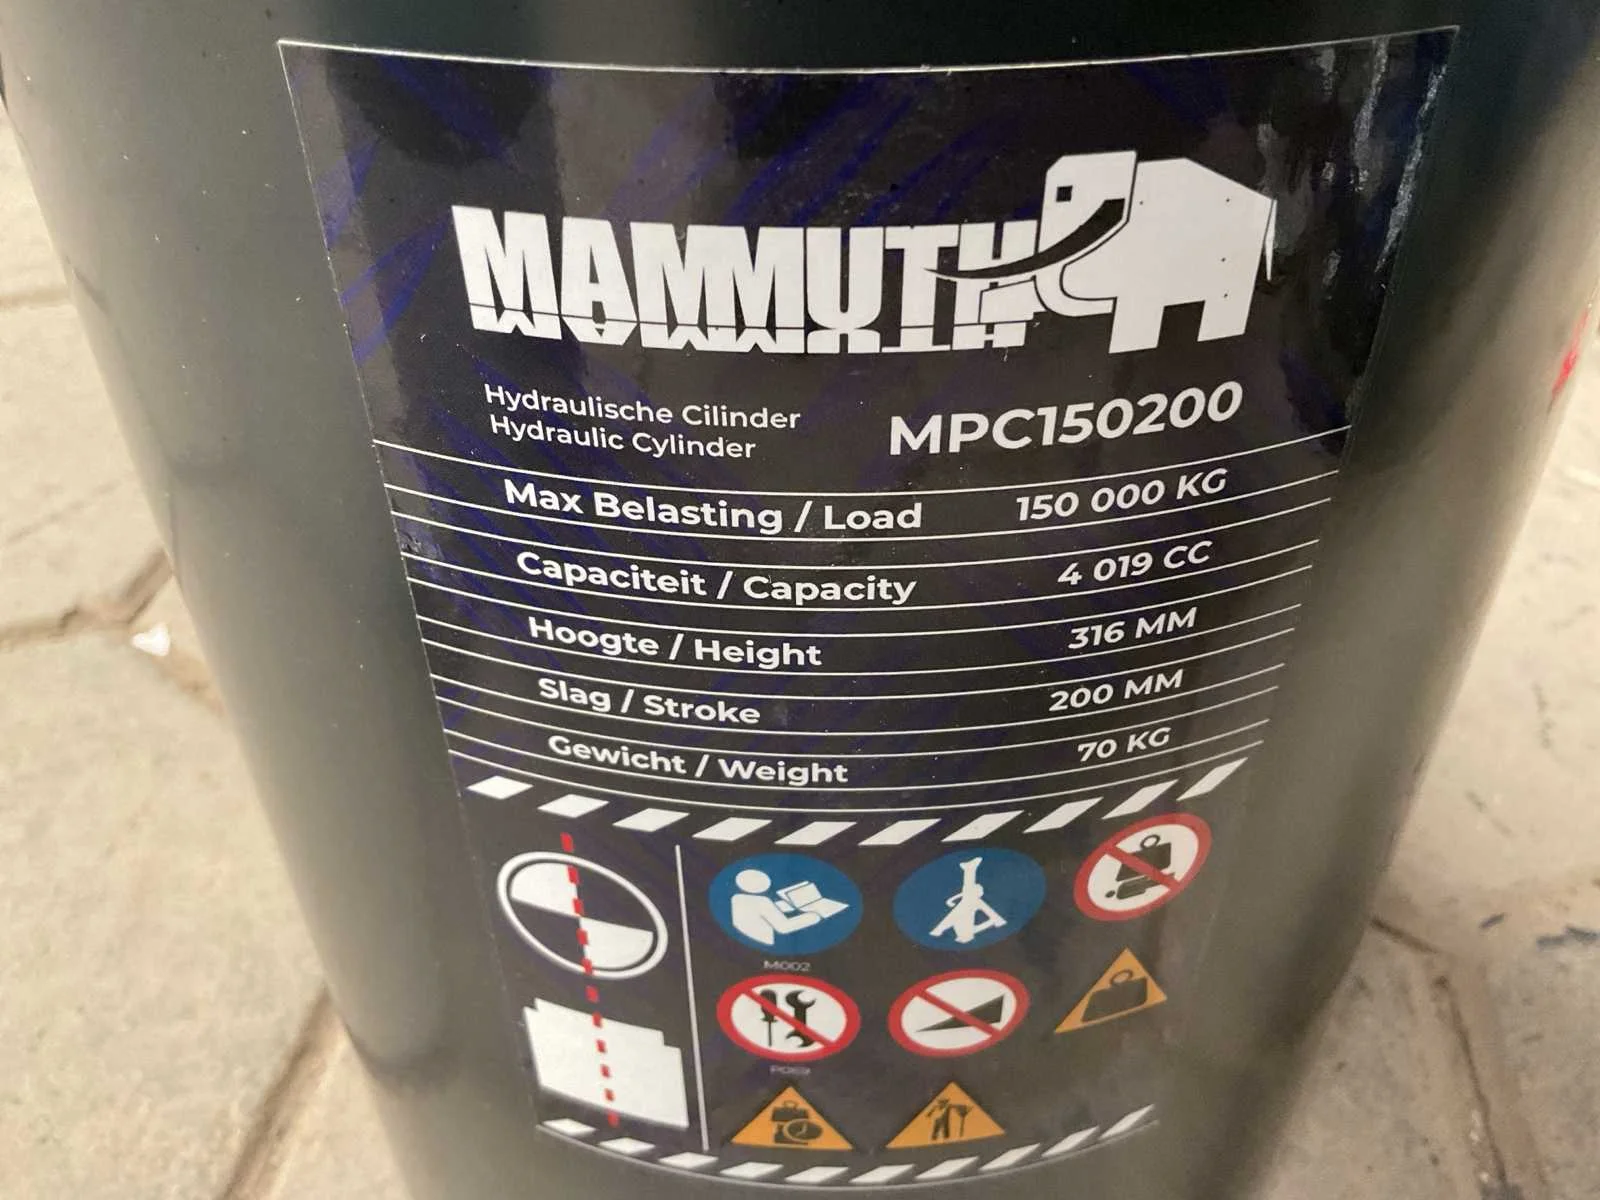 MAMMUTH
Hydraulische Cilinder
Hydraulic Cylinder
MPC150200
Max Belasting / Load 150 000 KG
Capaciteit / Capacity 4 019 CC
Hoogte / Height 316 MM
Slag / Stroke 200 MM
Gewicht / Weight 70 KG
M002
P069